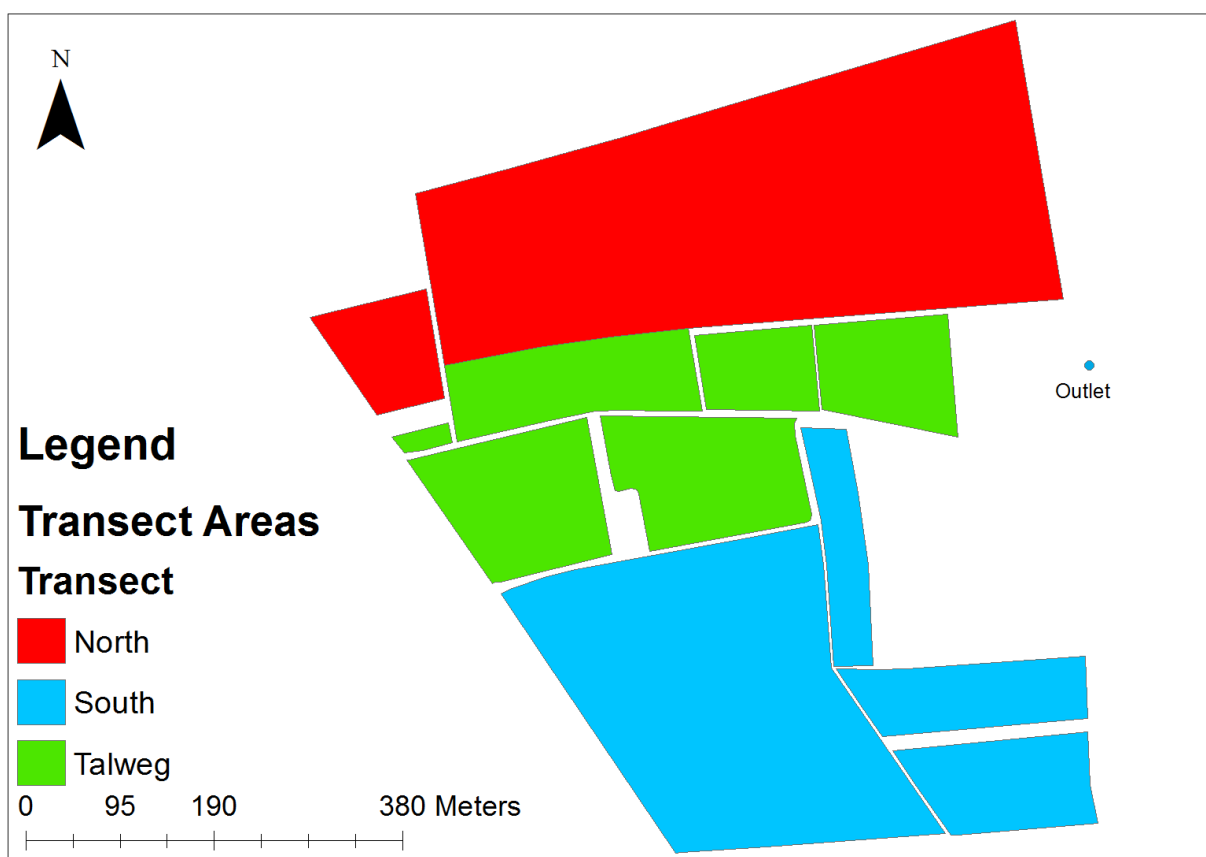 N
Outlet
Legend
Transect Areas
Transect
North
South
Talweg
0 95 190 380 Meters